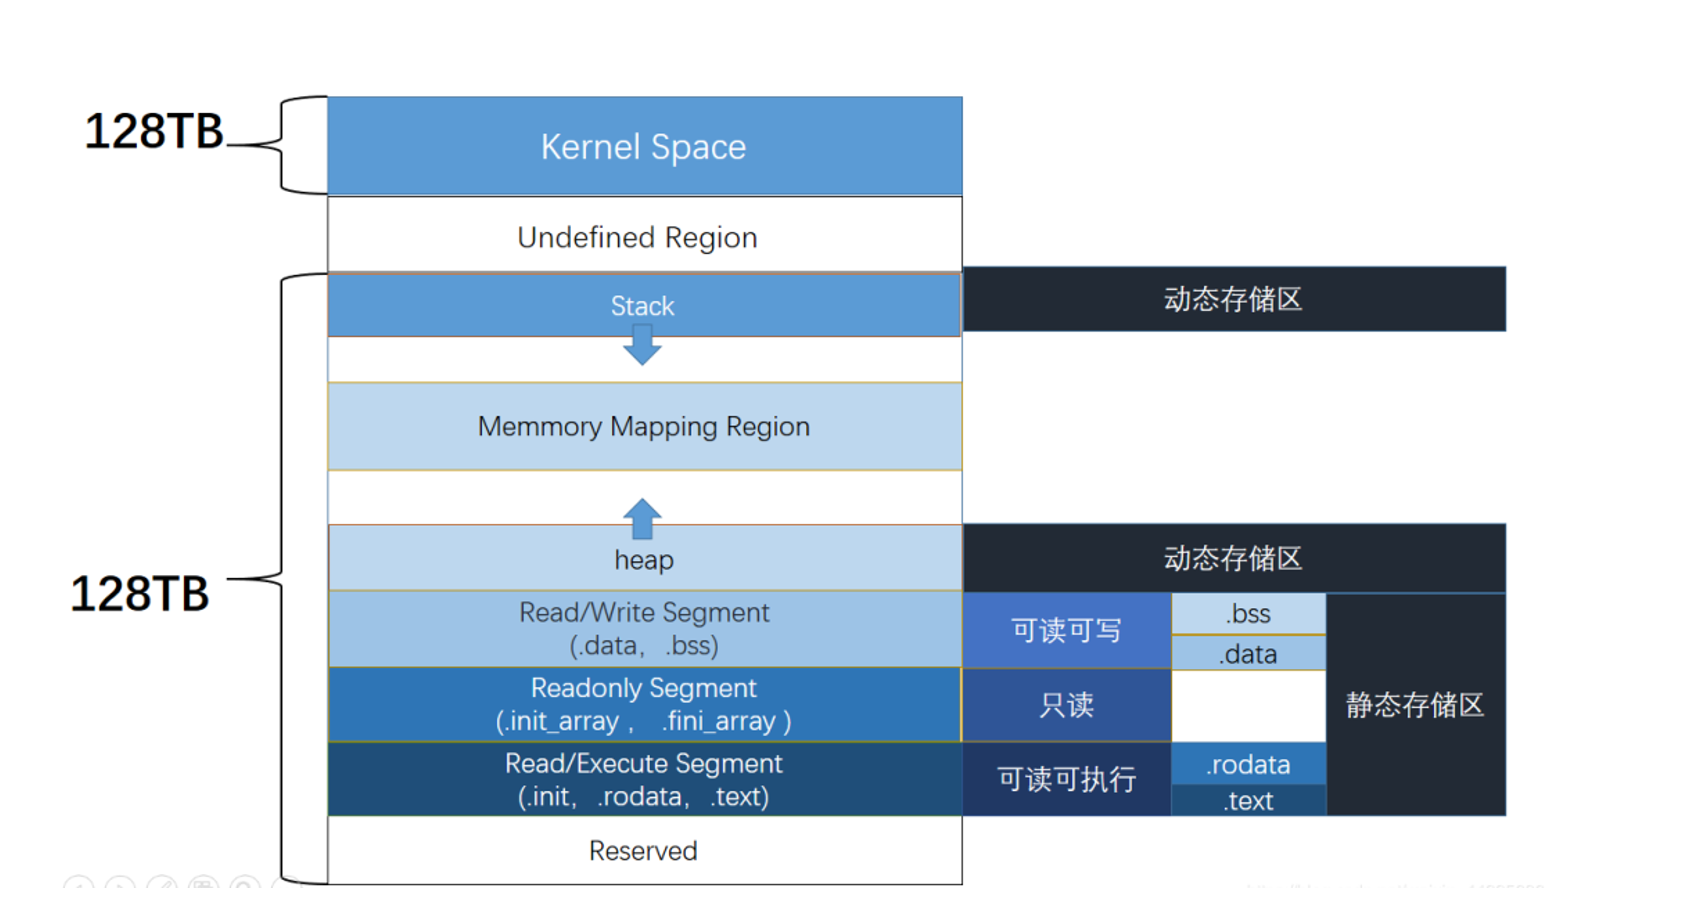 128TB
Kernel Space
Undefined Region
Stack
动态存储区
Memmory Mapping Region
128TB
heap
动态存储区
Read/Write Segment
(.data, .bss)
可读可写
.bss
.data
Readonly Segment
(.init_array , .fini_array )
只读
静态存储区
Read/Execute Segment
(.init, .rodata, .text)
可读可执行
.rodata
.text
Reserved